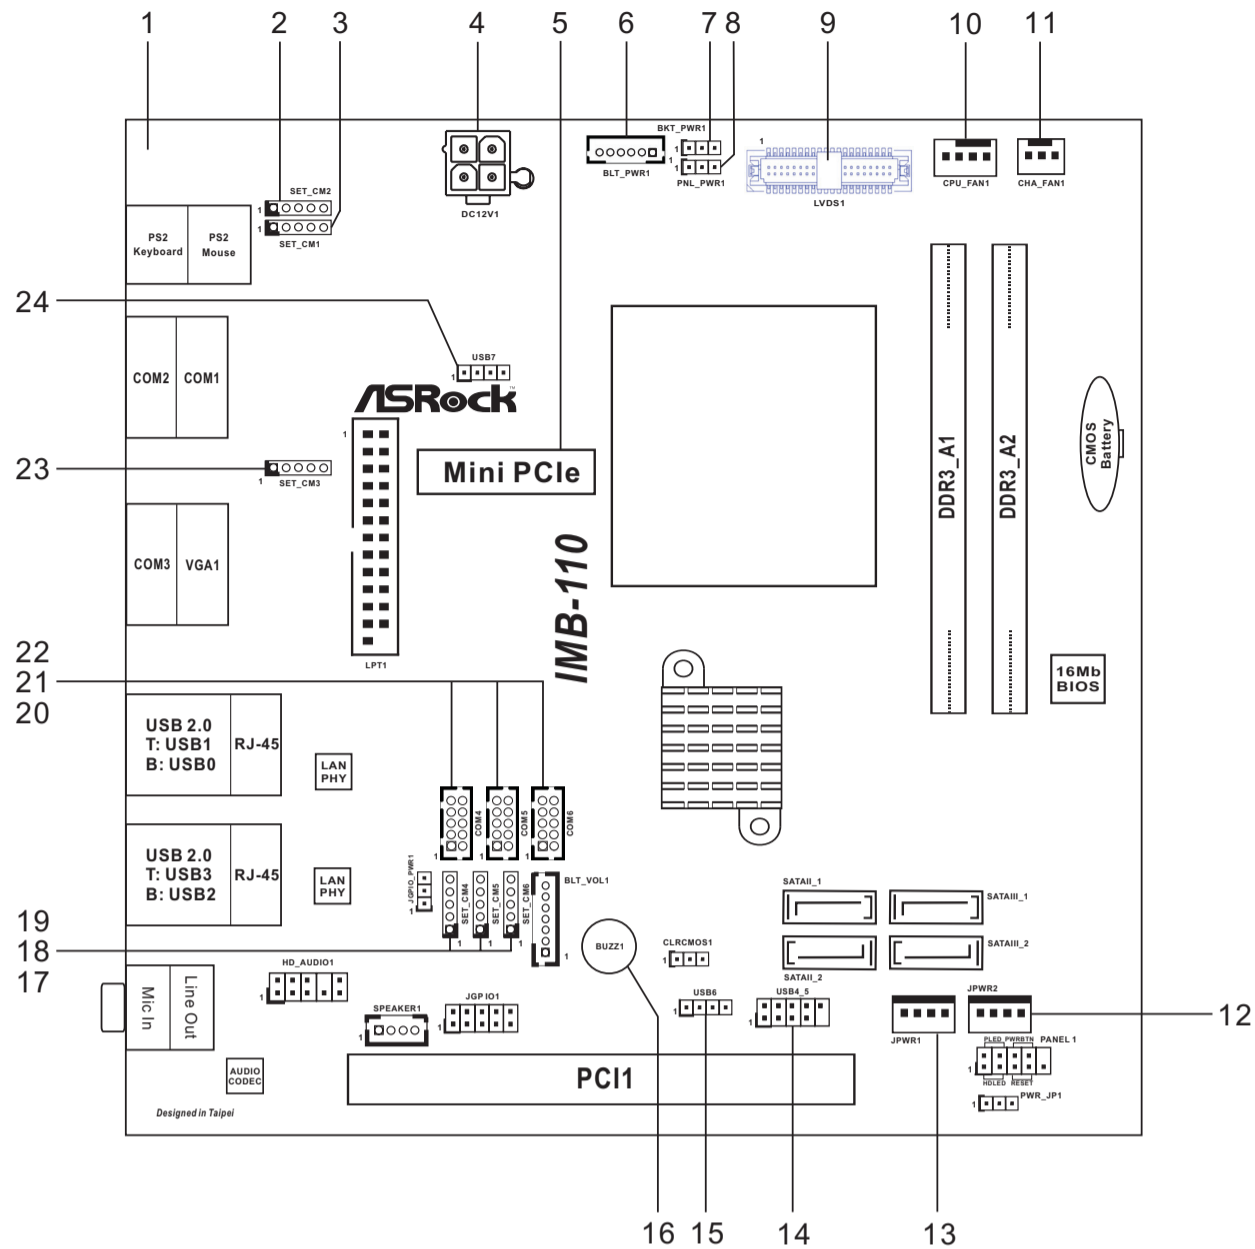 1 2 3 4 5 6 7 8 9 10 11
BKT_PWR1
1
1
BLT_PWR1
1
PNL_PWR1
DC12V1
1
LVDS1
CPU_FAN1
CHA_FAN1
SET_CM2
1
1
SET_CM1
PS2
Keyboard
PS2
Mouse
24
USB7
1
ASRock™
COM2
COM1
1
Mini PCIe
23
1
SET_CM3
DDR3_A1
DDR3_A2
CMOS
Battery
COM3
VGA1
IMB-110
LPT1
22
21
20
16Mb
BIOS
USB 2.0
T: USB1
B: USB0
RJ-45
LAN
PHY
COM4
COM5
COM6
1
1
1
USB 2.0
T: USB3
B: USB2
RJ-45
LAN
PHY
JGPIO_PWR1
1
SET_CM4
SET_CM5
SET_CM6
1
1
1
BLT_VOL1
1
SATAII_1
SATAIII_1
SATAIII_2
SATAII_2
19
18
17
BUZZ1
CLRCMOS1
1
HD_AUDIO1
1
Mic In
Line Out
SPEAKER1
1
JGPIO1
1
USB6
1
USB4_5
1
JPWR1
JPWR2
12
PLED PWRBTN
PANEL 1
1
HDLED RESET
PWR_JP1
1
AUDIO
CODEC
PCI1
Designed in Taipei
16 15 14 13